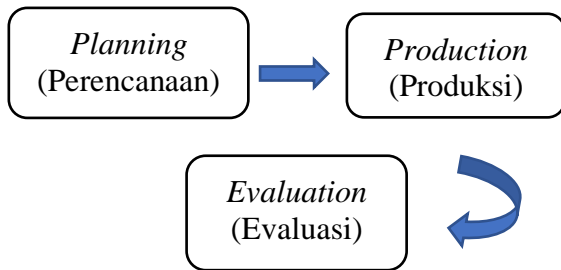 Planning
(Perencanaan)
Production
(Produksi)
Evaluation
(Evaluasi)